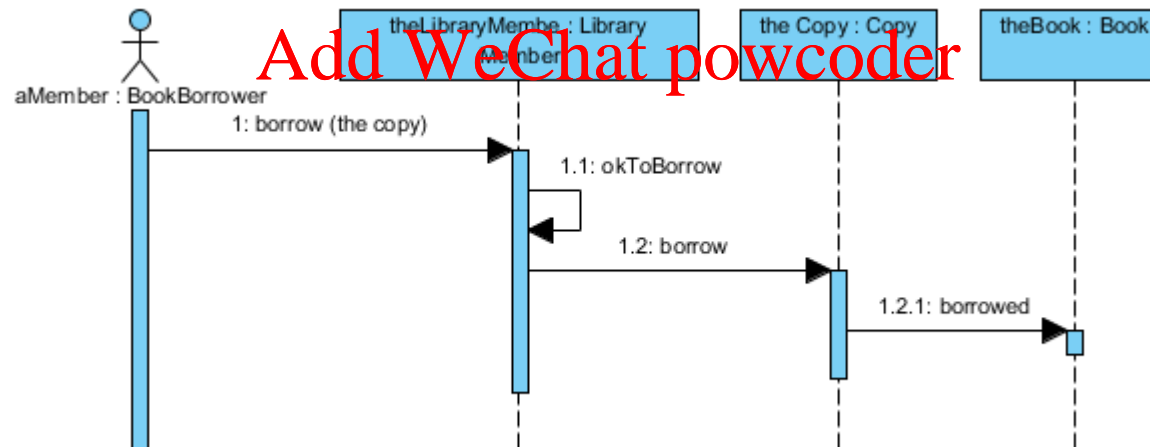 theLibraryMembe : Library
Member
the Copy : Copy
theBook : Book
Add WeChat powcoder
aMember : BookBorrower
1: borrow (the copy)
1.1: okToBorrow
1.2: borrow
1.2.1: borrowed